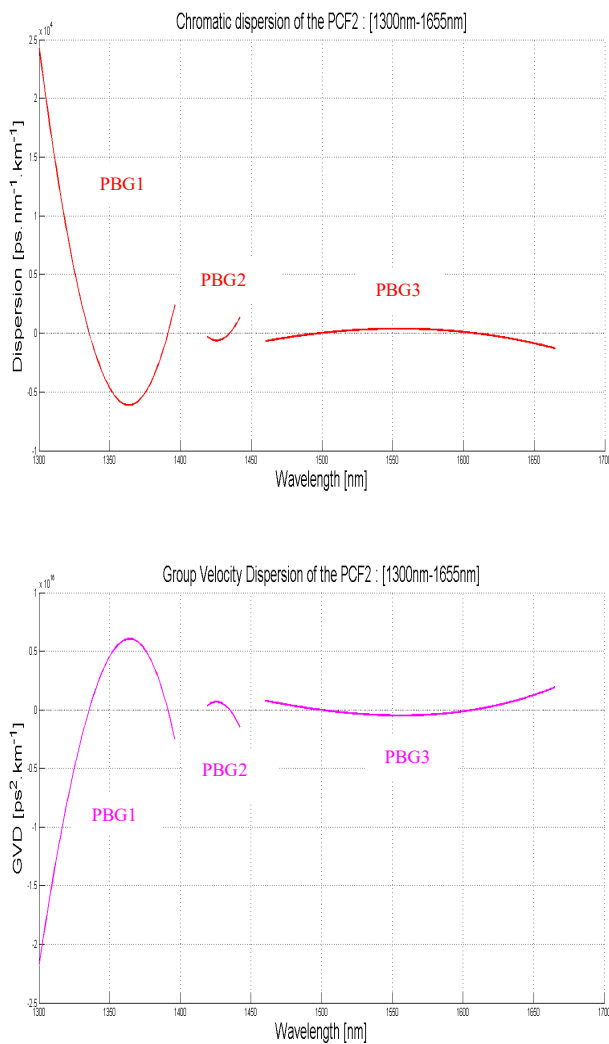 Chromatic dispersion of the PCF2 : [1300nm-1655nm]
x 10⁴
2.5
2
1.5
1
0.5
0
-0.5
-1
Dispersion [ps.nm⁻¹.km⁻¹]
PBG1
PBG2
PBG3
1300 1350 1400 1450 1500 1550 1600 1650 1700
Wavelength [nm]
Group Velocity Dispersion of the PCF2 : [1300nm-1655nm]
1
0.5
0
-0.5
-1
-1.5
-2
-2.5
GVD [ps².km⁻¹]
PBG1
PBG2
PBG3
1300 1350 1400 1450 1500 1550 1600 1650 1700
Wavelength [nm]